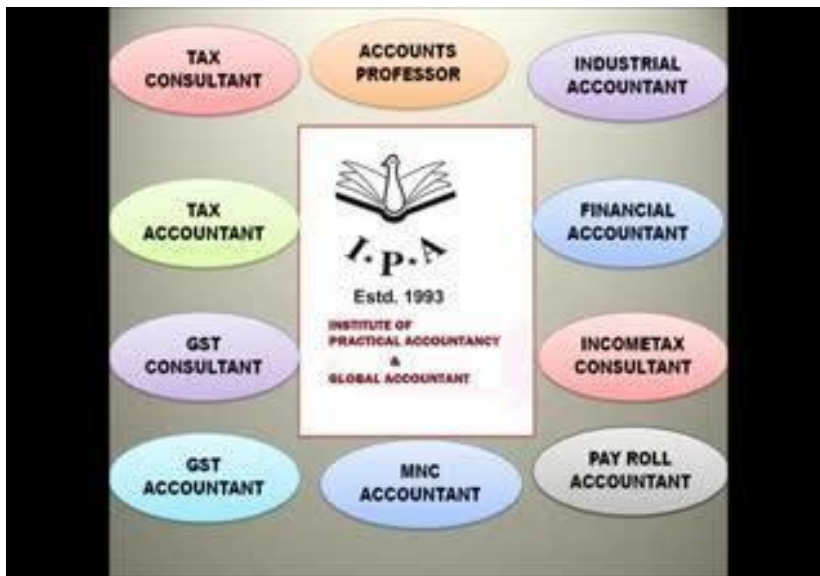 TAX
CONSULTANT
ACCOUNTS
PROFESSOR
INDUSTRIAL
ACCOUNTANT
TAX
ACCOUNTANT
I.P.A
Estd. 1993
INSTITUTE OF
PRACTICAL ACCOUNTANCY
&
GLOBAL ACCOUNTANT
FINANCIAL
ACCOUNTANT
GST
CONSULTANT
INCOMETAX
CONSULTANT
GST
ACCOUNTANT
MNC
ACCOUNTANT
PAY ROLL
ACCOUNTANT